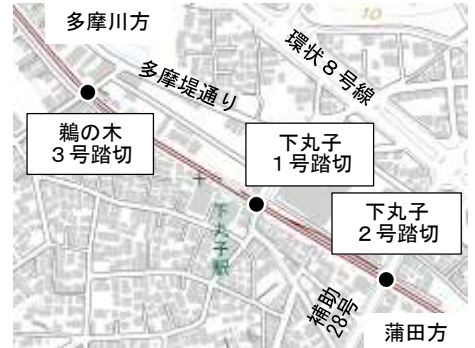 多摩川方
10
環状８号線
多摩堤通り
鵜の木
３号踏切
下丸子
１号踏切
下丸子
２号踏切
下丸子駅
補助
28号
蒲田方